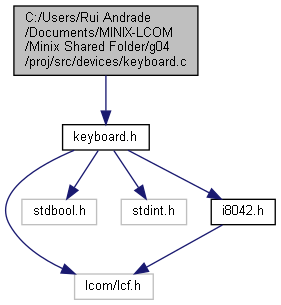 C:/Users/Rui Andrade
/Documents/MINIX-LCOM
/Minix Shared Folder/g04
/proj/src/devices/keyboard.c
keyboard.h
stdbool.h
stdint.h
i8042.h
lcom/lcf.h